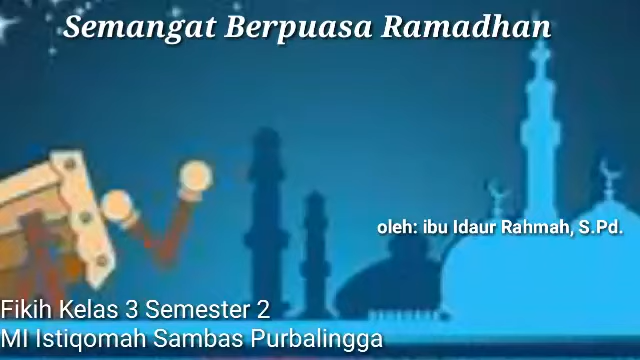 Semangat Berpuasa Ramadhan
oleh: ibu Idaur Rahmah, S.Pd.
Fikih Kelas 3 Semester 2
MI Istiqomah Sambas Purbalingga